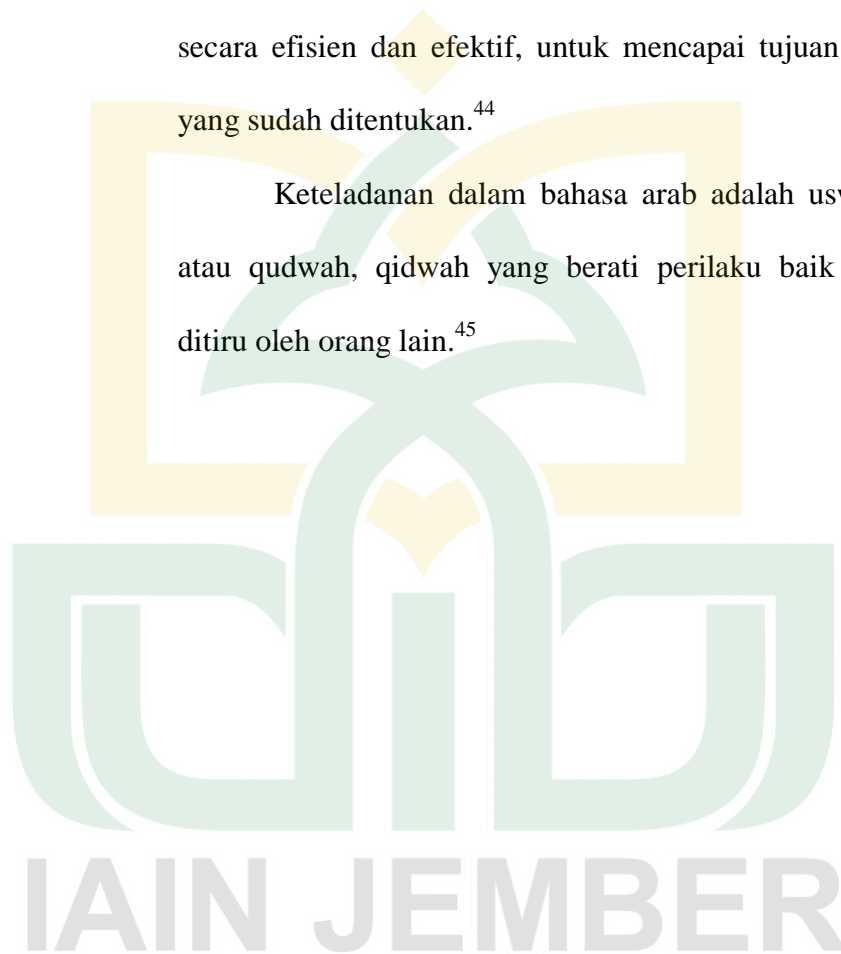 secara efisien dan efektif, untuk mencapai tujuan
yang sudah ditentukan.44
Keteladanan dalam bahasa arab adalah
atau qudwah, qidwah yang berati perilaku baik
ditiru oleh orang lain.45
IAIN JEMBER